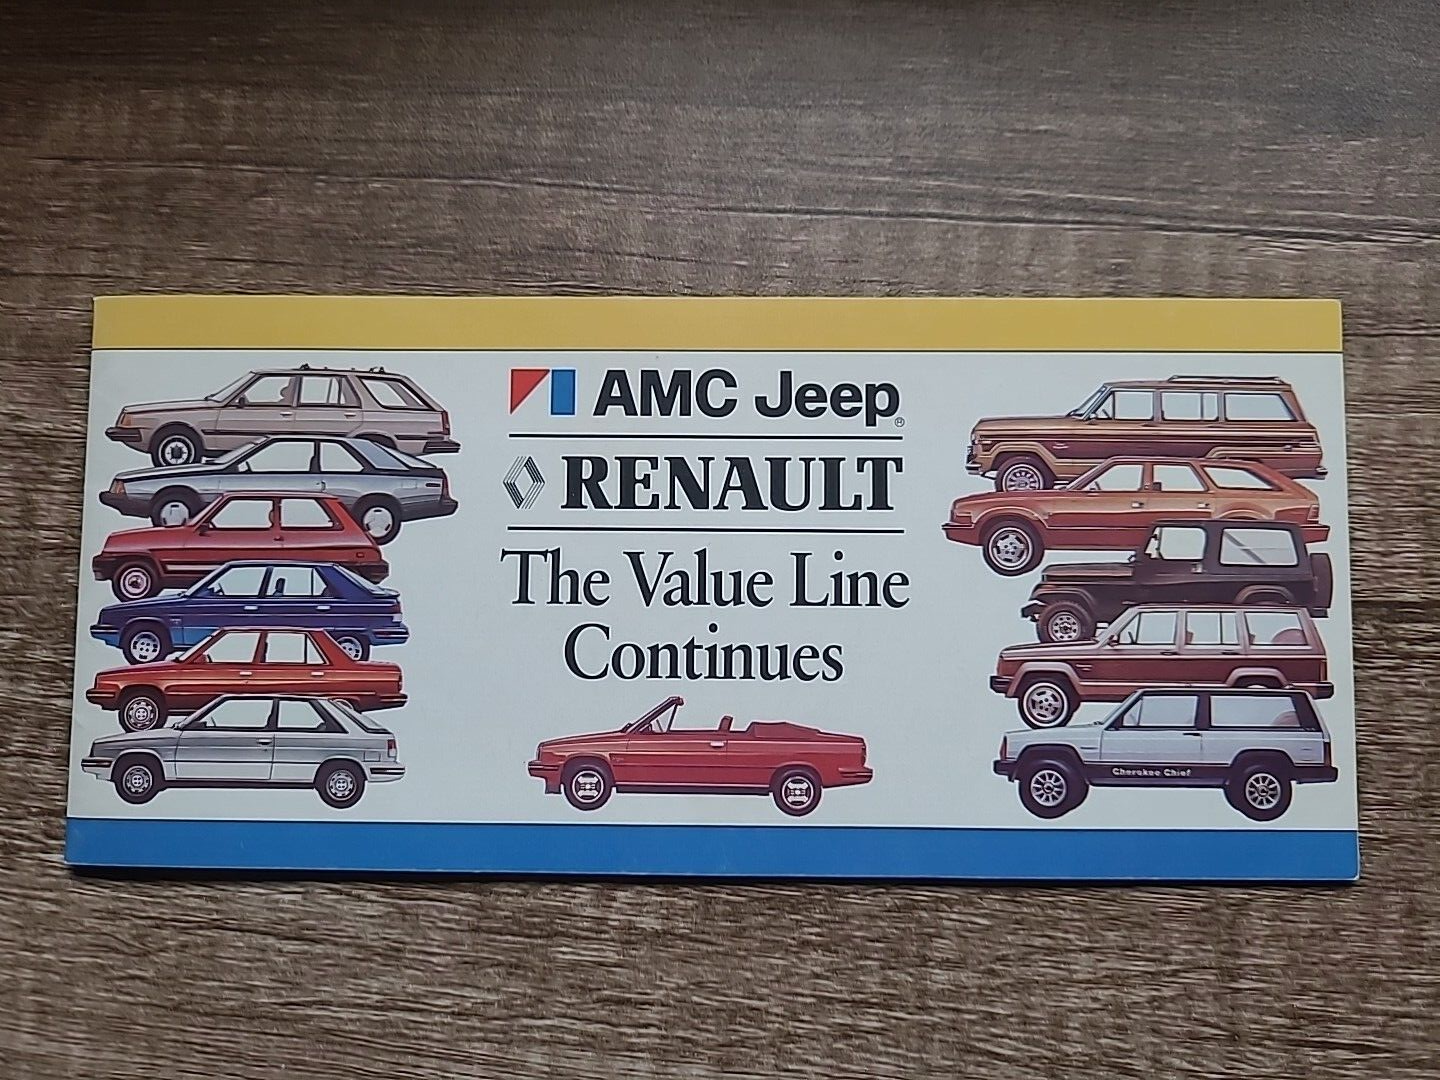 AMC Jeep®
RENAULT
The Value Line
Continues
Cherokee Chief